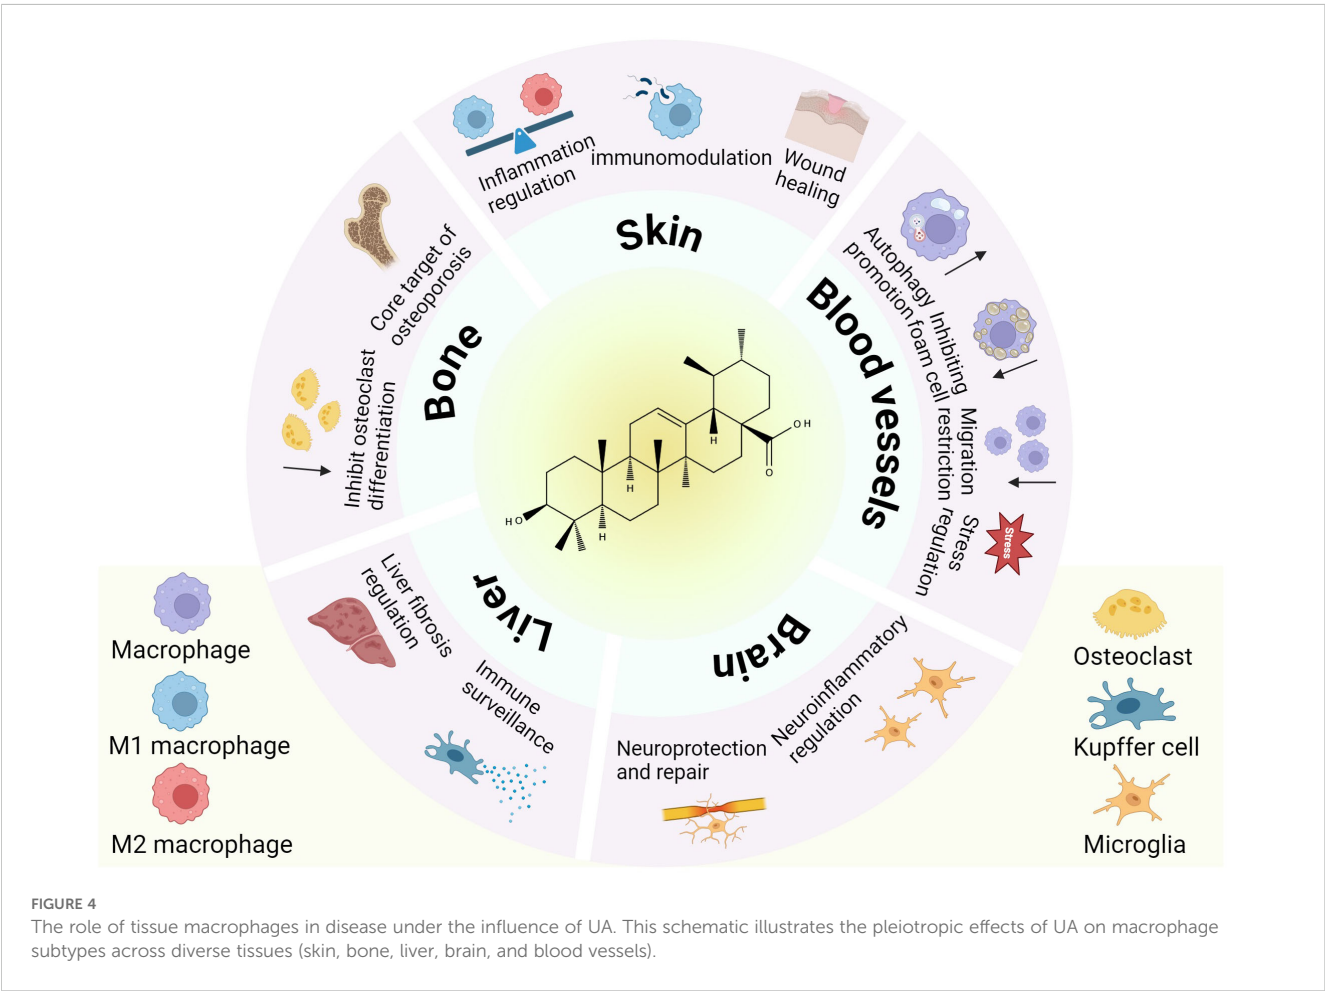 Inflammation
regulation
immunomodulation
Wound
healing
Skin
Autophagy
promotion
Inhibiting
foam cell
Migration
restriction
Stress
regulation
Stress
Blood vessels
Neuroinflammatory
regulation
Neuroprotection
and repair
Brain
Immune
surveillance
Liver fibrosis
regulation
Liver
Inhibit osteoclast
differentiation
Core target of
osteoporosis
Bone
H
OH
O
H
HO
H
Macrophage
M1 macrophage
M2 macrophage
Osteoclast
Kupffer cell
Microglia
FIGURE 4
The role of tissue macrophages in disease under the influence of UA. This schematic illustrates the pleiotropic effects of UA on macrophage
subtypes across diverse tissues (skin, bone, liver, brain, and blood vessels).